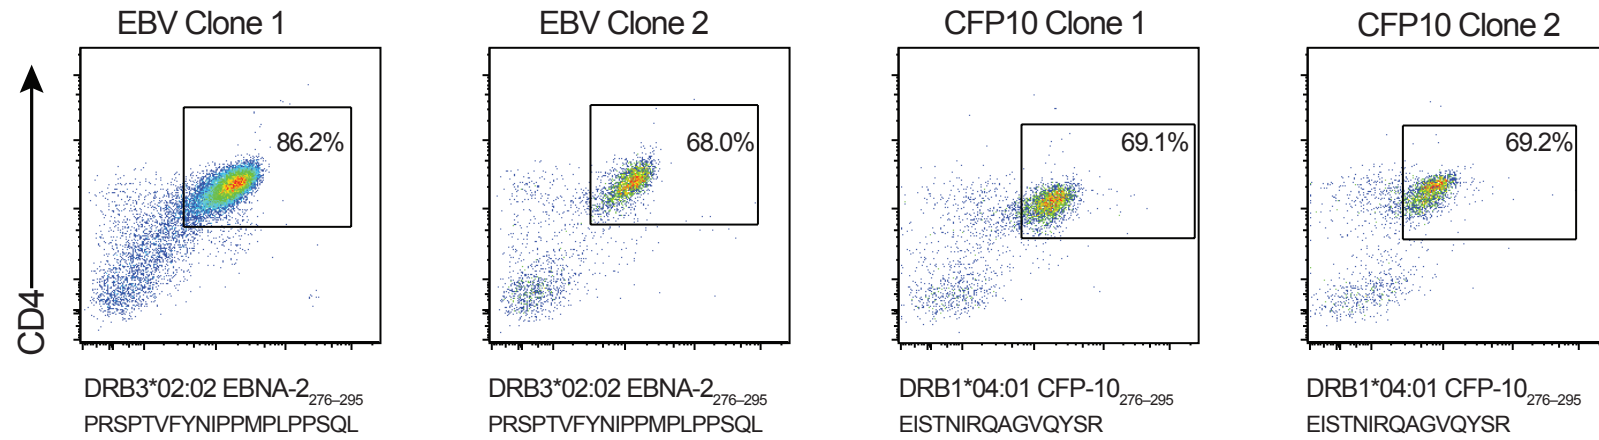 EBV Clone 1
EBV Clone 2
CFP10 Clone 1
CFP10 Clone 2
86.2%
68.0%
69.1%
69.2%
CD4
DRB3*02:02 EBNA-2276–295
PRSPTVFYNIPPMPLPPSQL
DRB3*02:02 EBNA-2276–295
PRSPTVFYNIPPMPLPPSQL
DRB1*04:01 CFP-10276–295
EISTNIRQAGVQYSR
DRB1*04:01 CFP-10276–295
EISTNIRQAGVQYSR